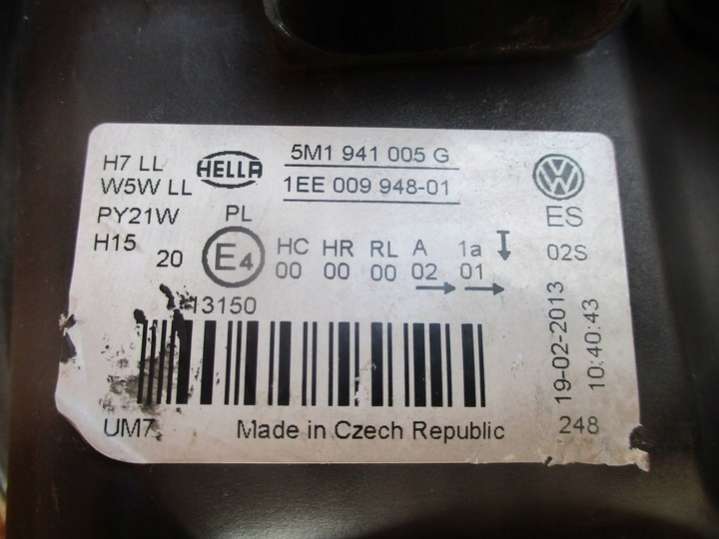 H7 LL
W5W LL
PY21W
H15
20
HELLA
PL
E4
5M1 941 005 G
1EE 009 948-01
HC HR RL A 1a
00 00 00 02 01
VW
ES
02S
13150
19-02-2013
10:40:43
UM7
Made in Czech Republic
248